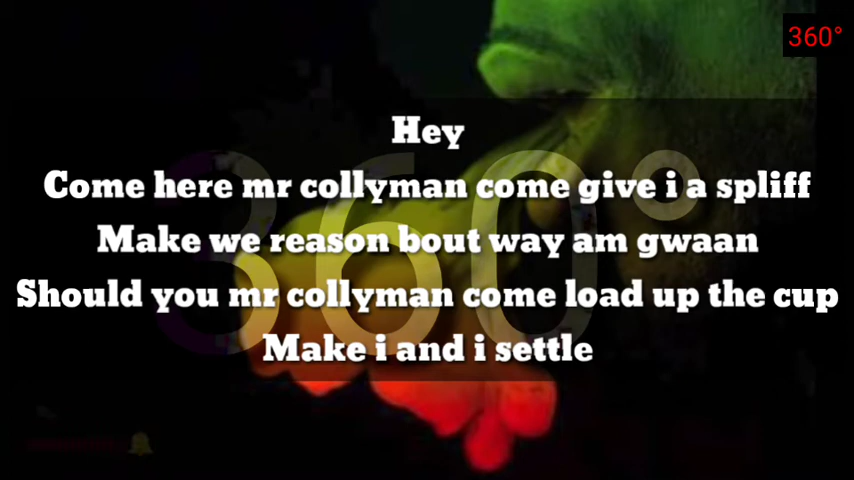 360°
Hey
Come here mr collyman come give i a spliff
Make we reason bout way am gwaan
Should you mr collyman come load up the cup
Make i and i settle
360°